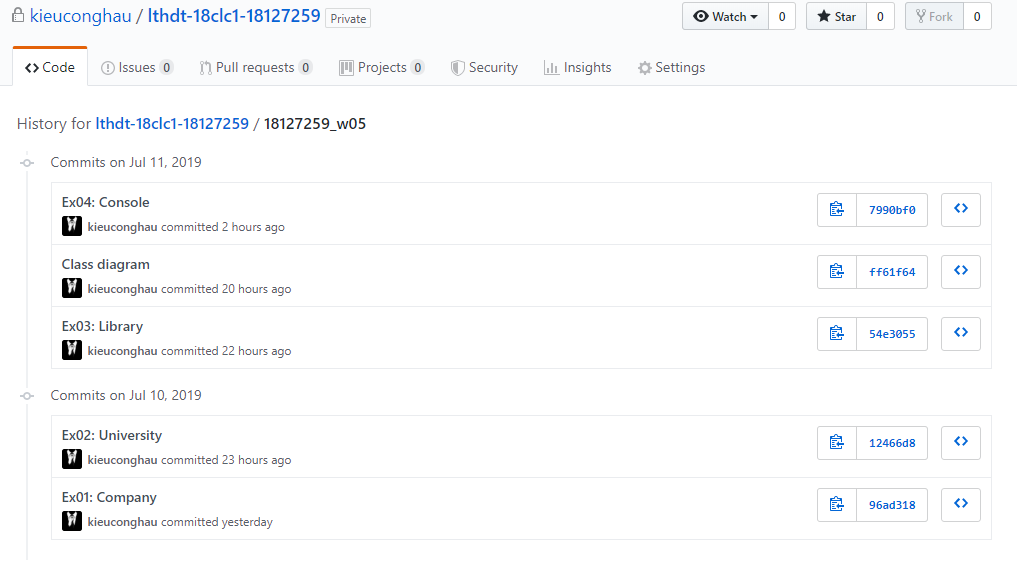 kieuconghau / lthdt-18clc1-18127259 Private Watch 0 Star 0 Fork 0
Code Issues 0 Pull requests 0 Projects 0 Security Insights Settings
History for lthdt-18clc1-18127259 / 18127259_w05
Commits on Jul 11, 2019
Ex04: Console
kieuconghau committed 2 hours ago
7990bf0
Class diagram
kieuconghau committed 20 hours ago
ff61f64
Ex03: Library
kieuconghau committed 22 hours ago
54e3055
Commits on Jul 10, 2019
Ex02: University
kieuconghau committed 23 hours ago
12466d8
Ex01: Company
kieuconghau committed yesterday
96ad318